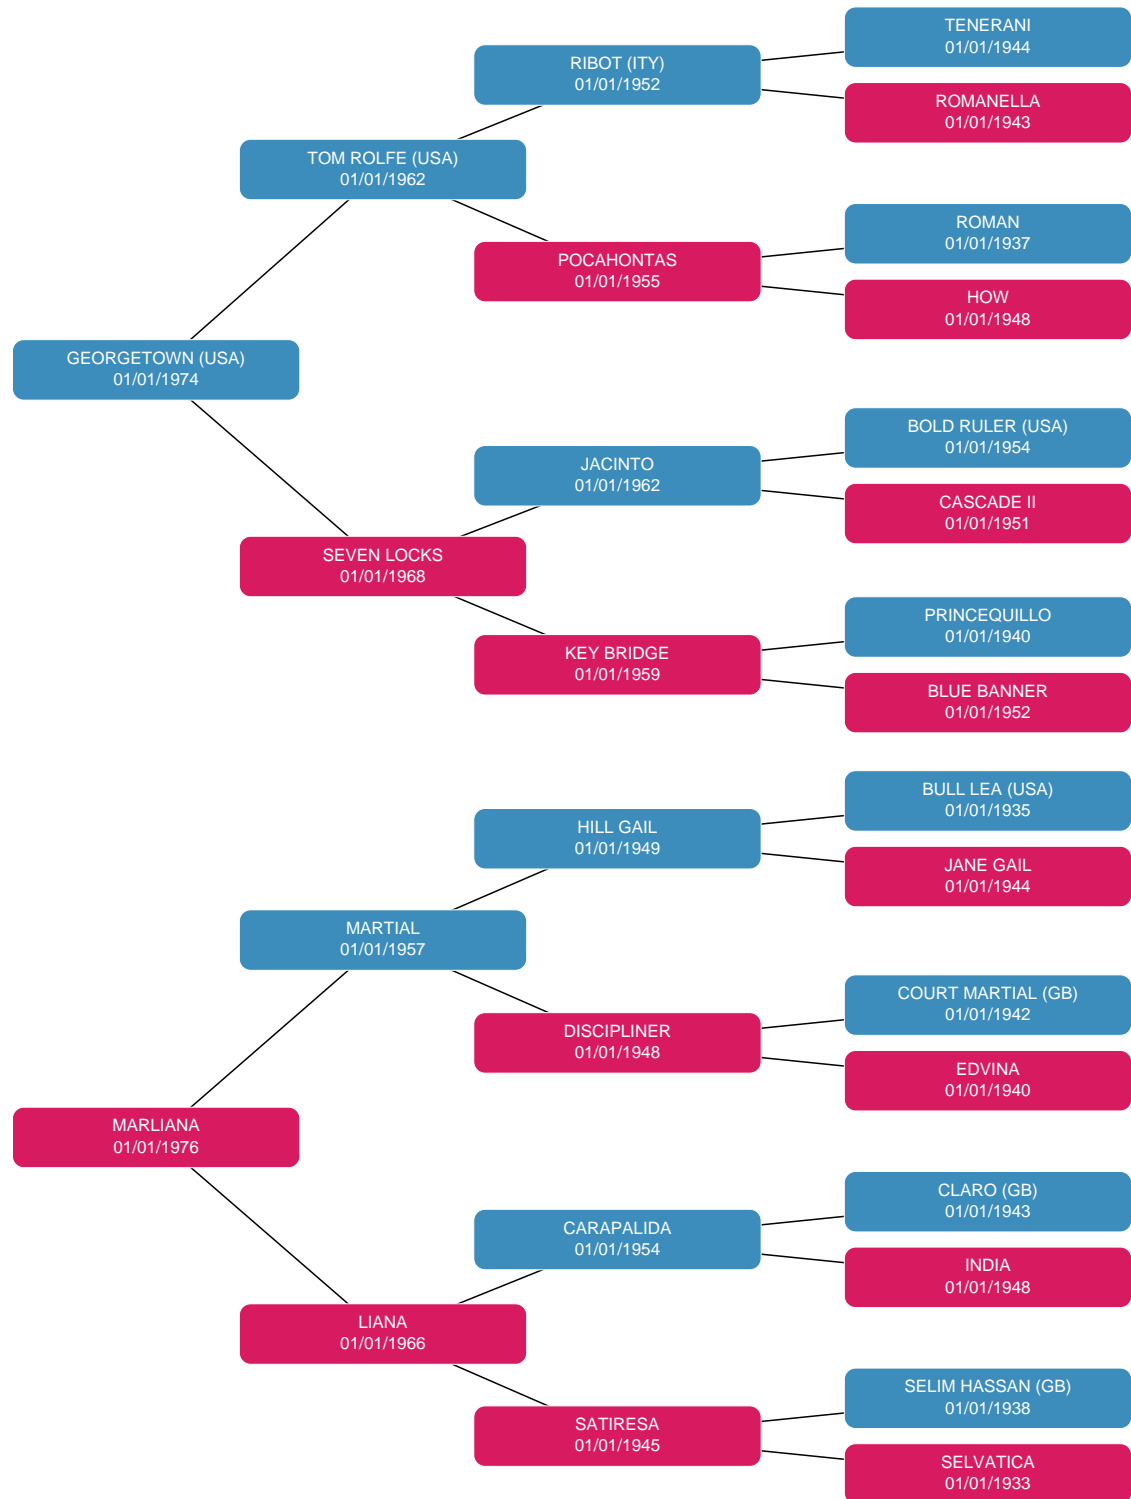 TENERANI
01/01/1944
RIBOT (ITY)
01/01/1952
ROMANELLA
01/01/1943
TOM ROLFE (USA)
01/01/1962
ROMAN
01/01/1937
POCAHONTAS
01/01/1955
HOW
01/01/1948
GEORGETOWN (USA)
01/01/1974
BOLD RULER (USA)
01/01/1954
JACINTO
01/01/1962
CASCADE II
01/01/1951
SEVEN LOCKS
01/01/1968
PRINCEQUILLO
01/01/1940
KEY BRIDGE
01/01/1959
BLUE BANNER
01/01/1952
BULL LEA (USA)
01/01/1935
HILL GAIL
01/01/1949
JANE GAIL
01/01/1944
MARTIAL
01/01/1957
COURT MARTIAL (GB)
01/01/1942
DISCIPLINER
01/01/1948
EDVINA
01/01/1940
MARLIANA
01/01/1976
CLARO (GB)
01/01/1943
CARAPALIDA
01/01/1954
INDIA
01/01/1948
LIANA
01/01/1966
SELIM HASSAN (GB)
01/01/1938
SATIRESA
01/01/1945
SELVATICA
01/01/1933